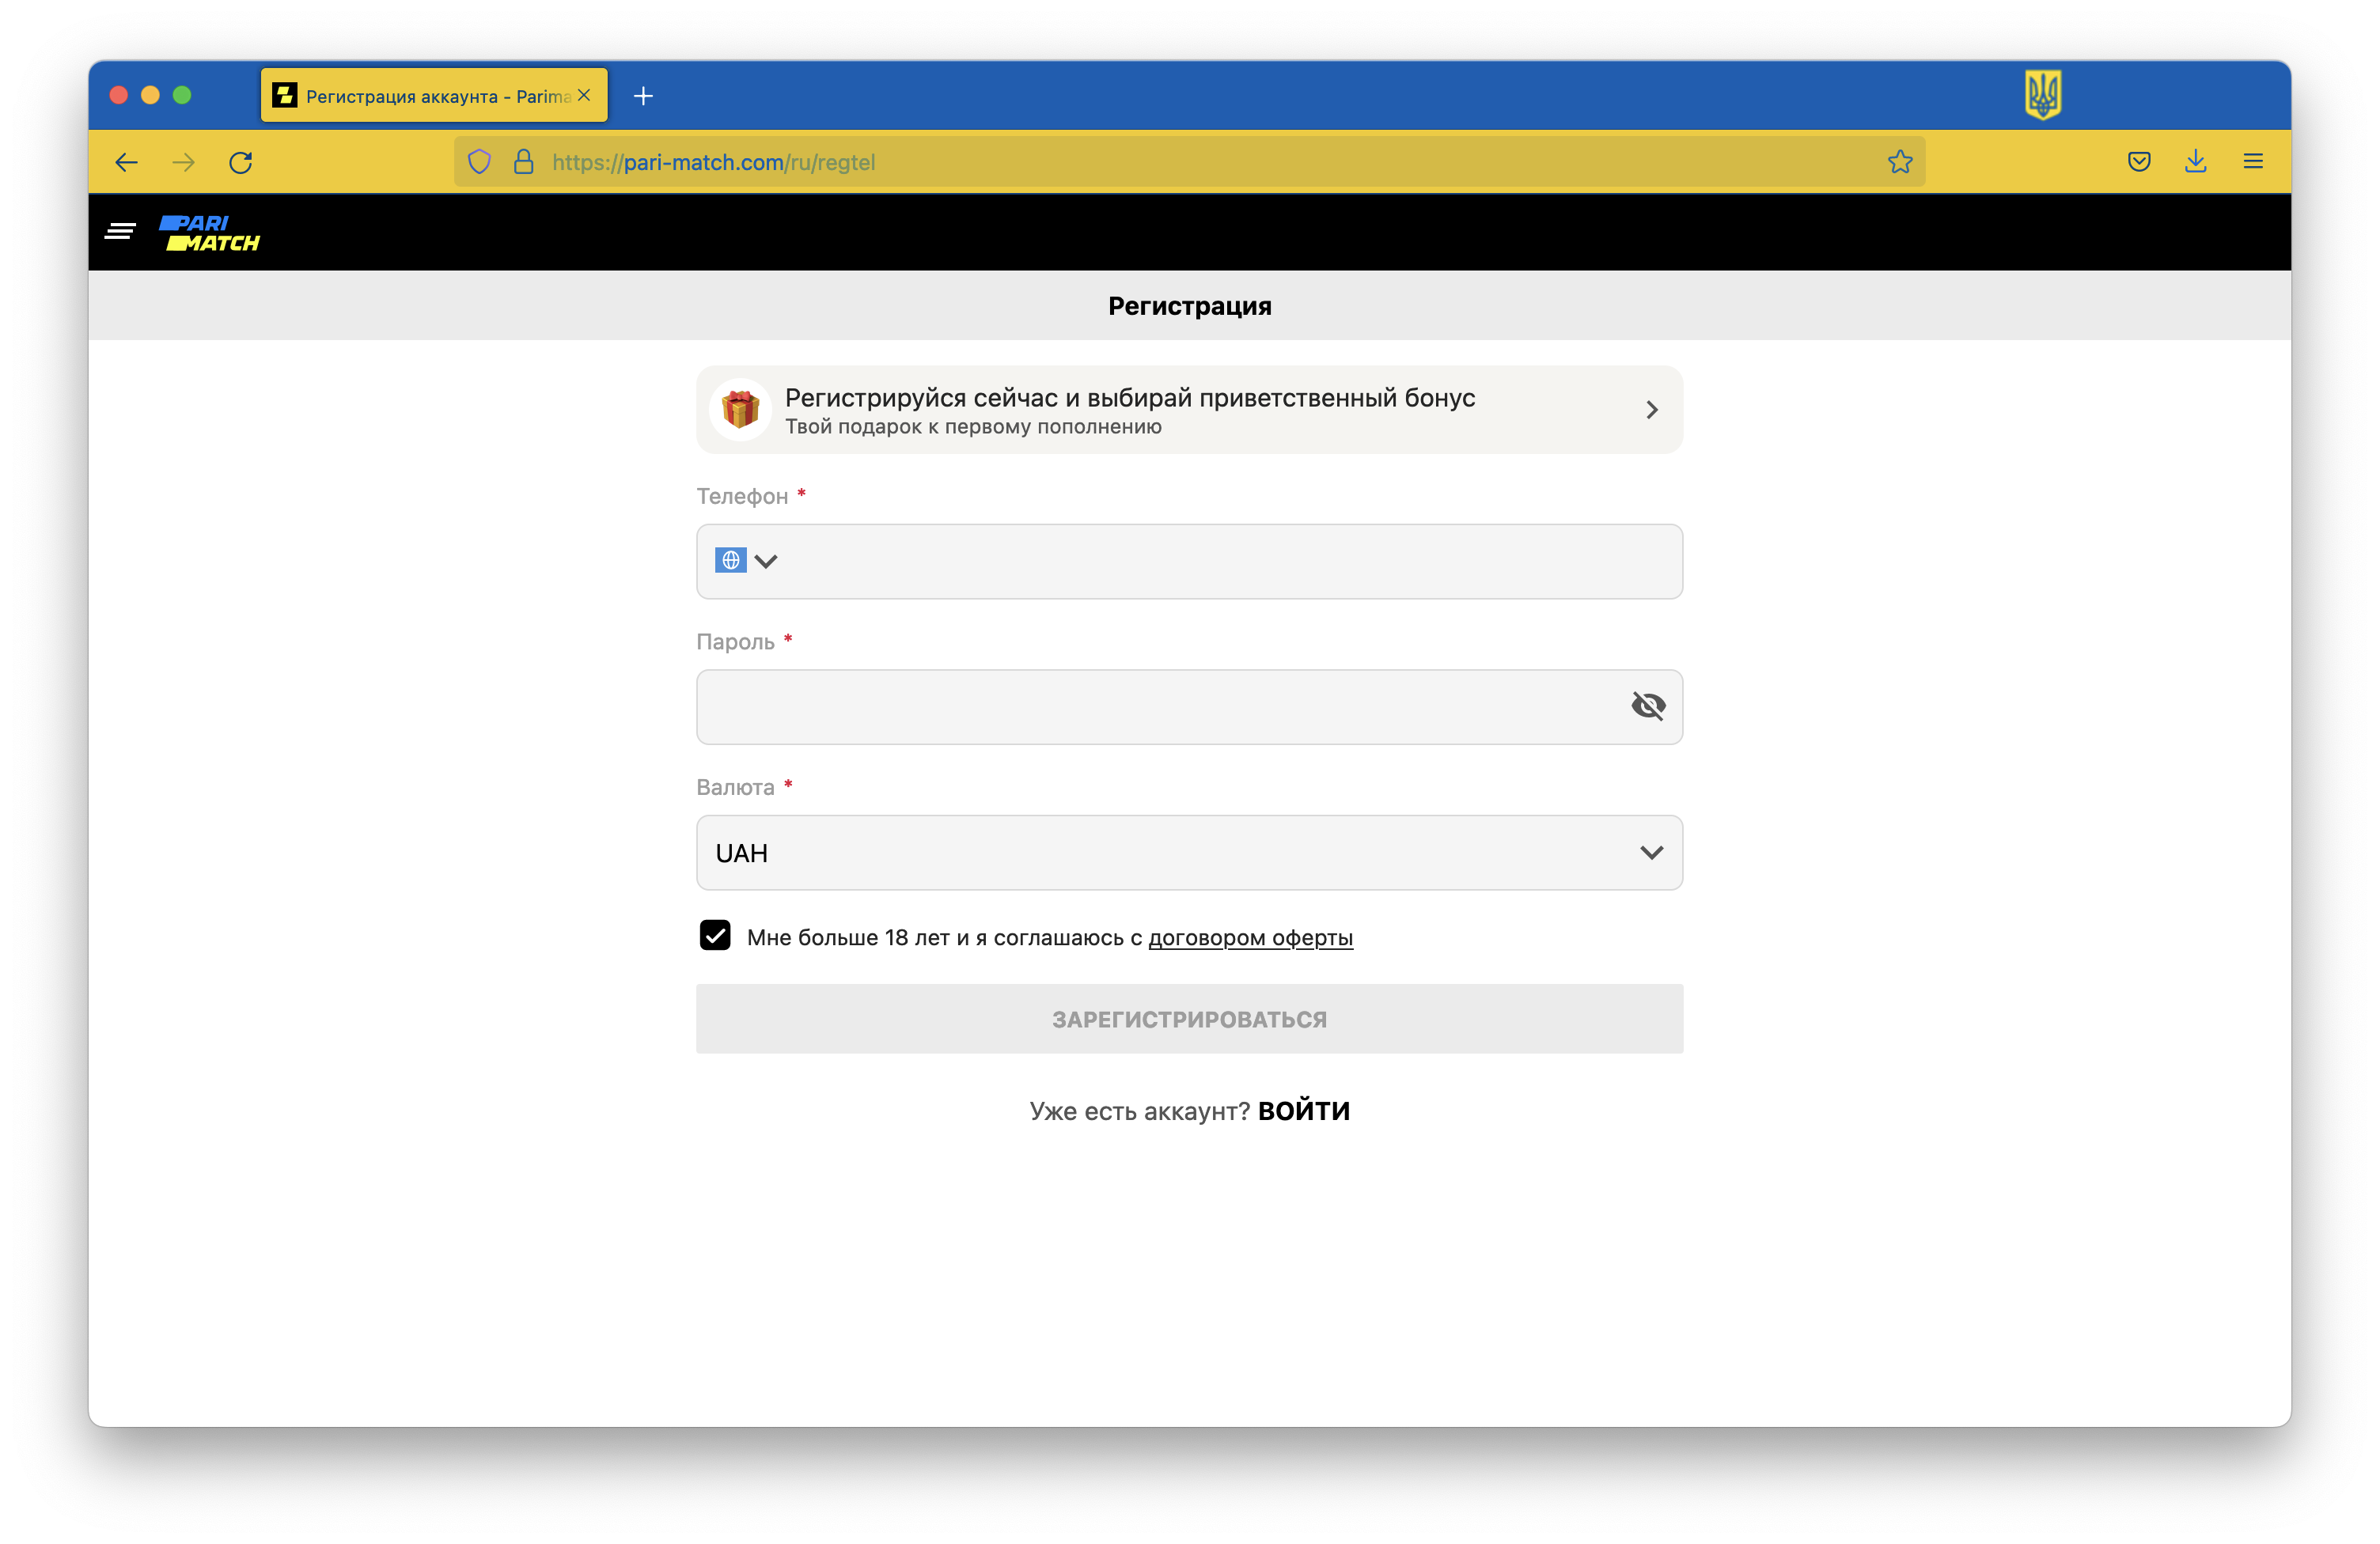 Регистрация аккаунта - Parima
https://pari-match.com/ru/regtel
PARI
MATCH
Регистрация
Регистрируйся сейчас и выбирай приветственный бонус
Твой подарок к первому пополнению
Телефон *
Пароль *
Валюта *
UAH
Мне больше 18 лет и я соглашаюсь с договором оферты
ЗАРЕГИСТРИРОВАТЬСЯ
Уже есть аккаунт? ВОЙТИ